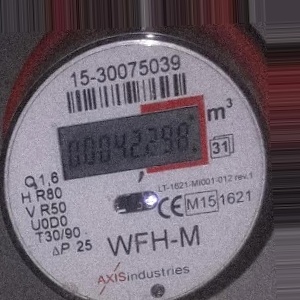 15-30075039
00042298 m³
31
Q 1,6
H R80
V R50
U0D0
T30/90
ΔP 25
LT-1621-MI001-012 rev.1
CE M15 1621
WFH-M
AXISindustries